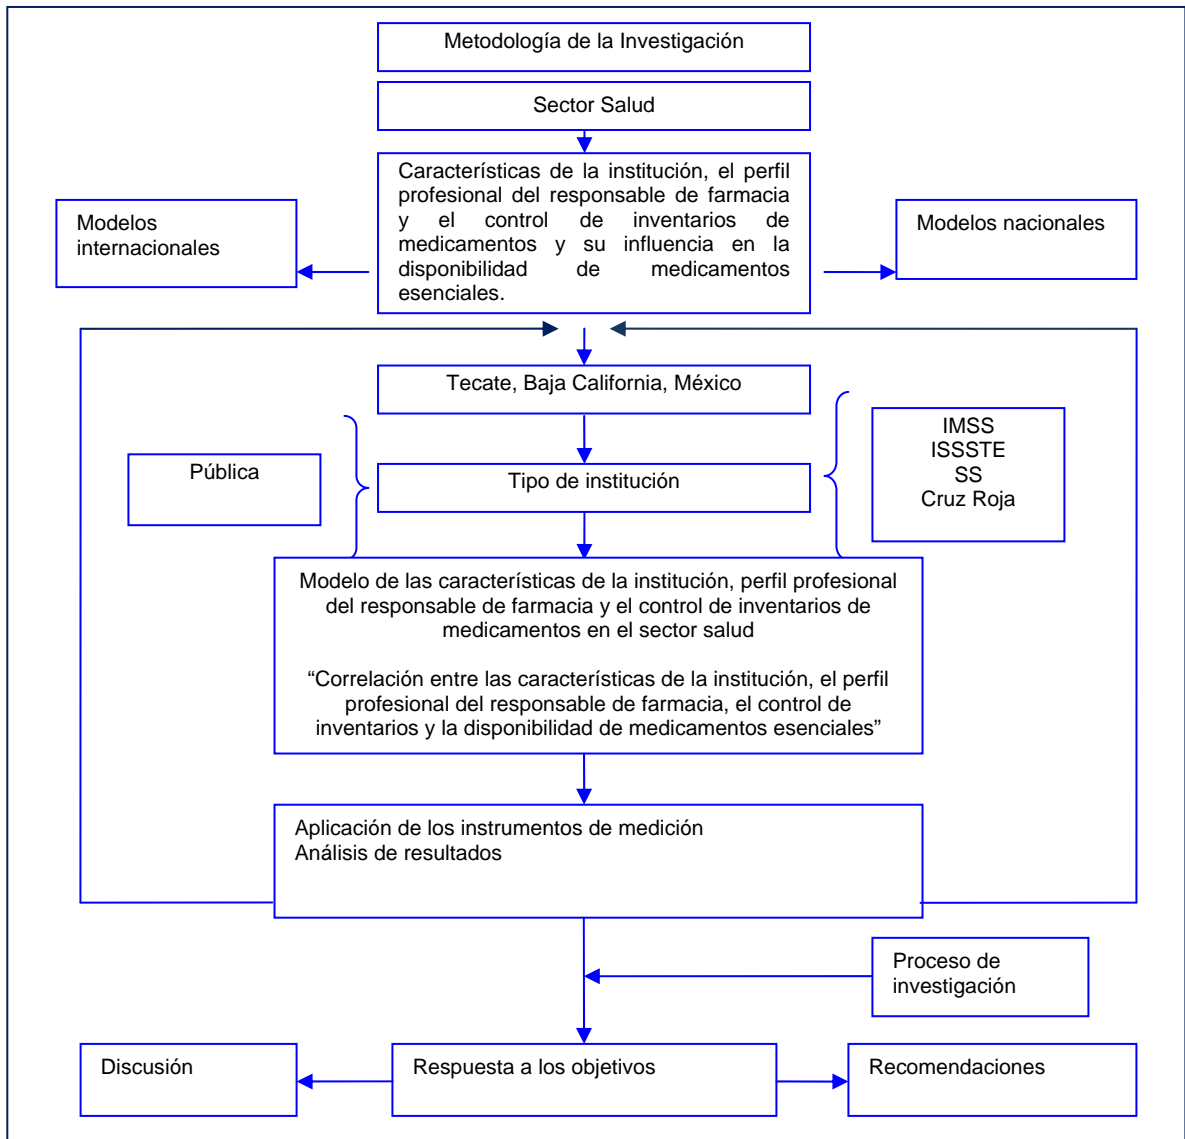 Metodología de la Investigación
Sector Salud
Característícas de la institución, el perfil
profesional del responsable de farmacia
y el control de inventarios de
medicamentos y su influencia en la
disponibilidad de medicamentos
esenciales.
Modelos
internacionales
Modelos nacionales
Tecate, Baja California, México
Pública
Tipo de institución
IMSS
ISSSTE
SS
Cruz Roja
Modelo de las características de la institución, perfil profesional
del responsable de farmacia y el control de inventarios de
medicamentos en el sector salud
“Correlación entre las características de la institución, el perfil
profesional del responsable de farmacia, el control de
inventarios y la disponibilidad de medicamentos esenciales”
Aplicación de los instrumentos de medición
Análisis de resultados
Proceso de
investigación
Discusión
Respuesta a los objetivos
Recomendaciones